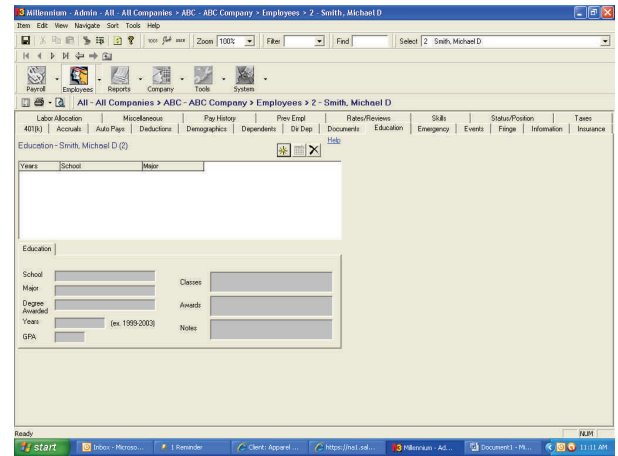 Millennium - Admin - All - All Companies > ABC - ABC Company > Employees > 2 - Smith, Michael D
Item Edit View Navigate Sort Tools Help
Zoom 100% Filter Find Select 2 Smith, Michael D
Payroll Employees Reports Company Tools System
All - All Companies > ABC - ABC Company > Employees > 2 - Smith, Michael D
Labor Allocation Miscellaneous Pay History Prev Empl Rates/Reviews Skills Status/Position Taxes
401(k) Accruals Auto Pays Deductions Demographics Dependents Dir Dep Documents Education Emergency Events Fringe Information Insurance
Education - Smith, Michael D (2)
Help
Years School Major
Education
School
Major
Degree Awarded
Years (ex. 1999-2003)
GPA
Classes
Awards
Notes
Ready NUM
start Inbox - Microso... 1 Reminder Client: Apparel ... https://na1.sal... Millennium - Ad... Document1 - Mi... 11:11 AM